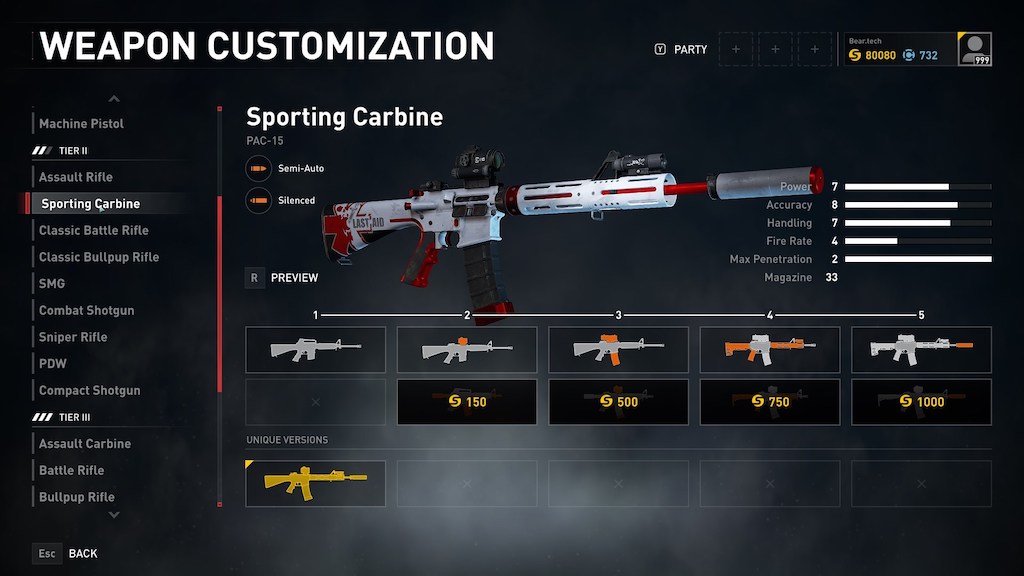 WEAPON CUSTOMIZATION
Y PARTY
Bear.tech
80080 732
999
Machine Pistol
TIER II
Assault Rifle
Sporting Carbine
Classic Battle Rifle
Classic Bullpup Rifle
SMG
Combat Shotgun
Sniper Rifle
PDW
Compact Shotgun
TIER III
Assault Carbine
Battle Rifle
Bullpup Rifle
Sporting Carbine
PAC-15
Semi-Auto
Silenced
LAST AID
R PREVIEW
Power 7
Accuracy 8
Handling 7
Fire Rate 4
Max Penetration 2
Magazine 33
1 2 3 4 5
150 500 750 1000
UNIQUE VERSIONS
Esc BACK